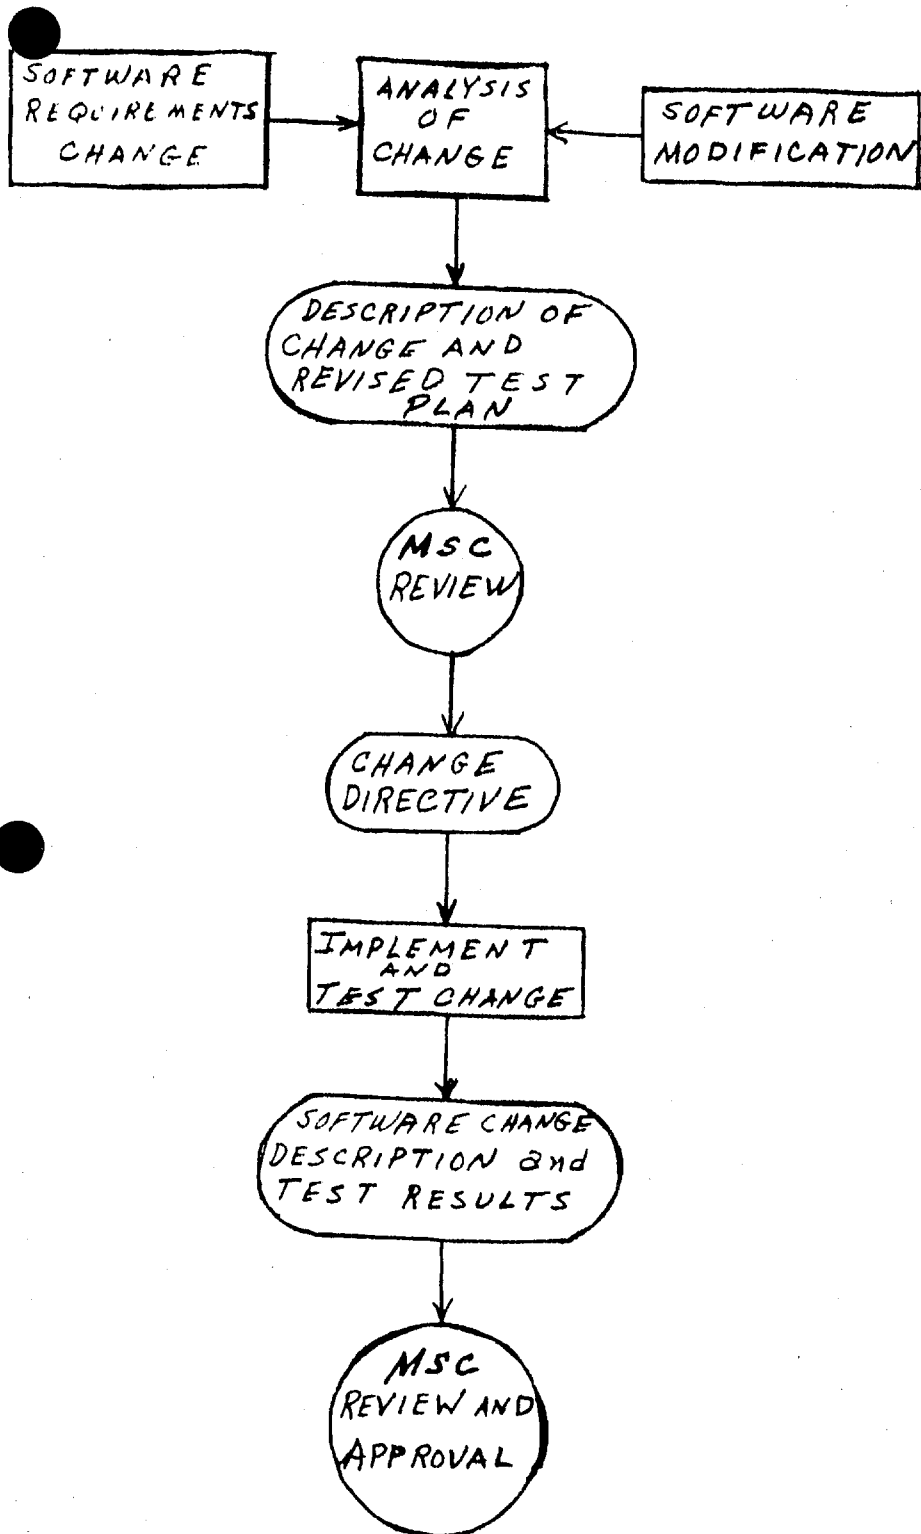 SOFTWARE
REQUIREMENTS
CHANGE
ANALYSIS
OF
CHANGE
SOFTWARE
MODIFICATION
DESCRIPTION OF
CHANGE AND
REVISED TEST
PLAN
MSC
REVIEW
CHANGE
DIRECTIVE
IMPLEMENT
AND
TEST CHANGE
SOFTWARE CHANGE
DESCRIPTION and
TEST RESULTS
MSC
REVIEW AND
APPROVAL